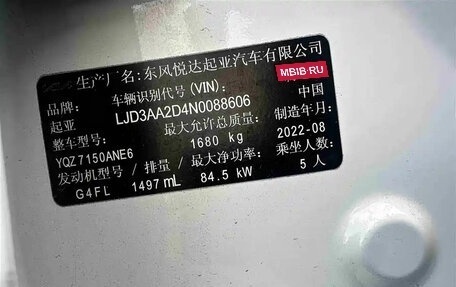 生产厂名:东风悦达起亚汽车有限公司
MBIB.RU
品牌: 车辆识别代号(VIN): 中国
起亚 LJD3AA2D4N0088606
整车型号: 最大允许总质量: 制造年月:
YQZ7150ANE6 1680 kg 2022-08
发动机型号 / 排量 / 最大净功率: 乘坐人数:
G4FL 1497 mL 84.5 kW 5 人